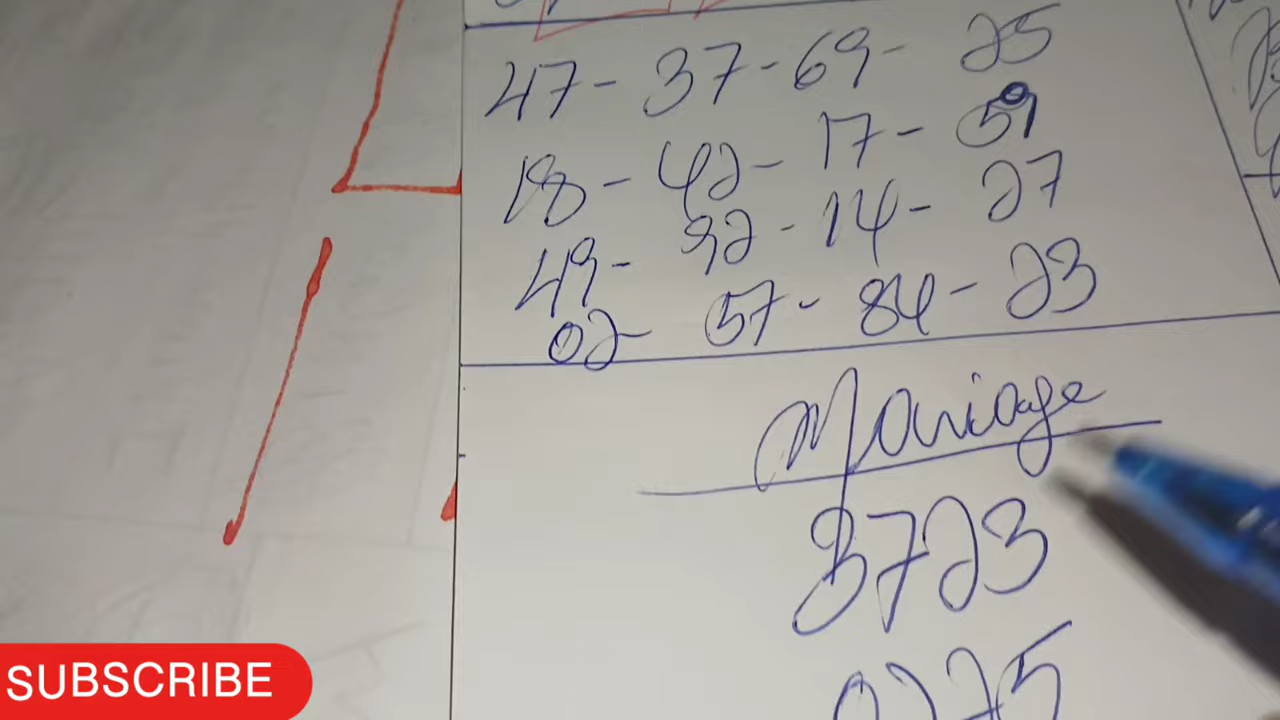 47 - 37 - 69 - 25
18 - 42 - 17 - 59
49 - 92 - 14 - 27
02 - 57 - 84 - 23
Mariage
3723
0225
SUBSCRIBE